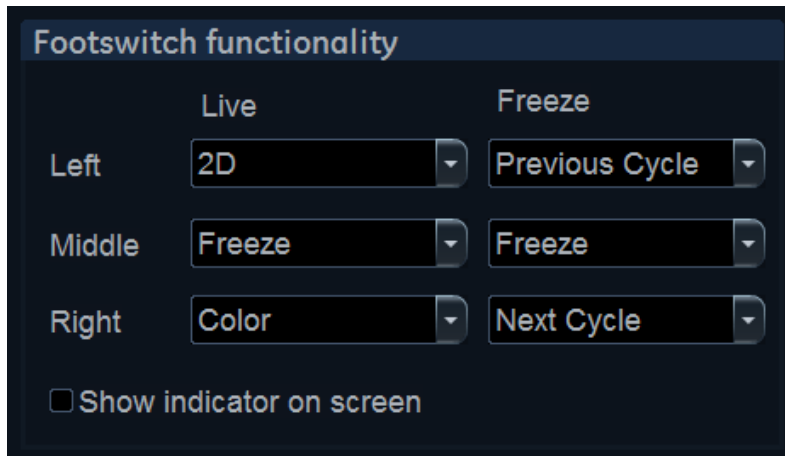 Footswitch functionality
Live Freeze
Left 2D Previous Cycle
Middle Freeze Freeze
Right Color Next Cycle
Show indicator on screen